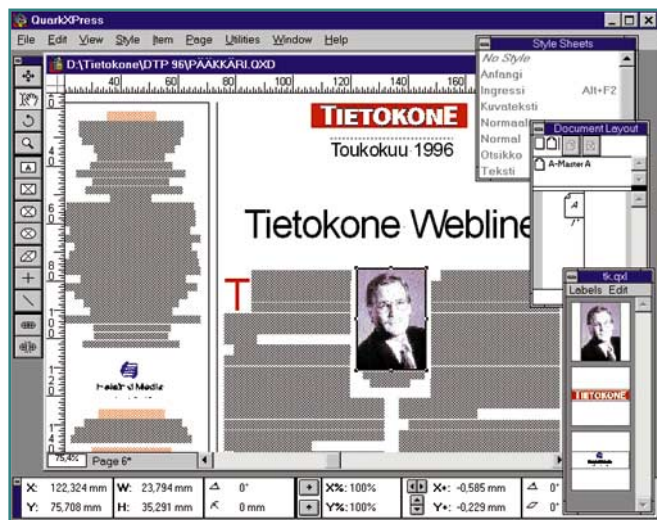 QuarkXPress
File Edit View Style Item Page Utilities Window Help
D:\Tietokone\DTP 96\PÄÄKKÄRI.QXD
40 60 80 100 120 140 160
TIETOKONE
Toukokuu 1996
Tietokone Webline
T
75,4% Page 6*
Style Sheets
No Style
Anfangi
Ingressi Alt+F2
Kuvateksti
Normaal
Normal
Otsikko
Teksti
Document Layout
A-Master A
A
tk.qxl
Labels Edit
TIETOKONE
X: 122,324 mm W: 23,794 mm 0° X%: 100% X+: -0,585 mm 0°
Y: 75,708 mm H: 35,291 mm 0 mm Y%: 100% Y+: -0,229 mm 0°